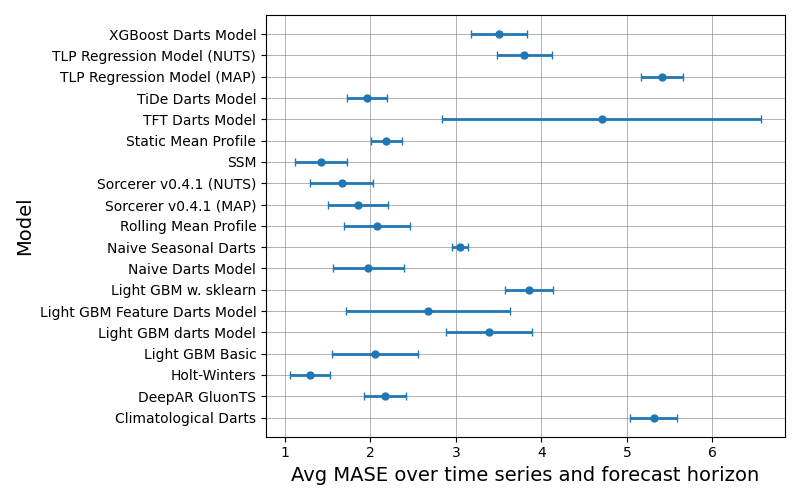 XGBoost Darts Model
TLP Regression Model (NUTS)
TLP Regression Model (MAP)
TiDe Darts Model
TFT Darts Model
Static Mean Profile
SSM
Sorcerer v0.4.1 (NUTS)
Sorcerer v0.4.1 (MAP)
Rolling Mean Profile
Naive Seasonal Darts
Naive Darts Model
Light GBM w. sklearn
Light GBM Feature Darts Model
Light GBM darts Model
Light GBM Basic
Holt-Winters
DeepAR GluonTS
Climatological Darts
Model
1 2 3 4 5 6
Avg MASE over time series and forecast horizon